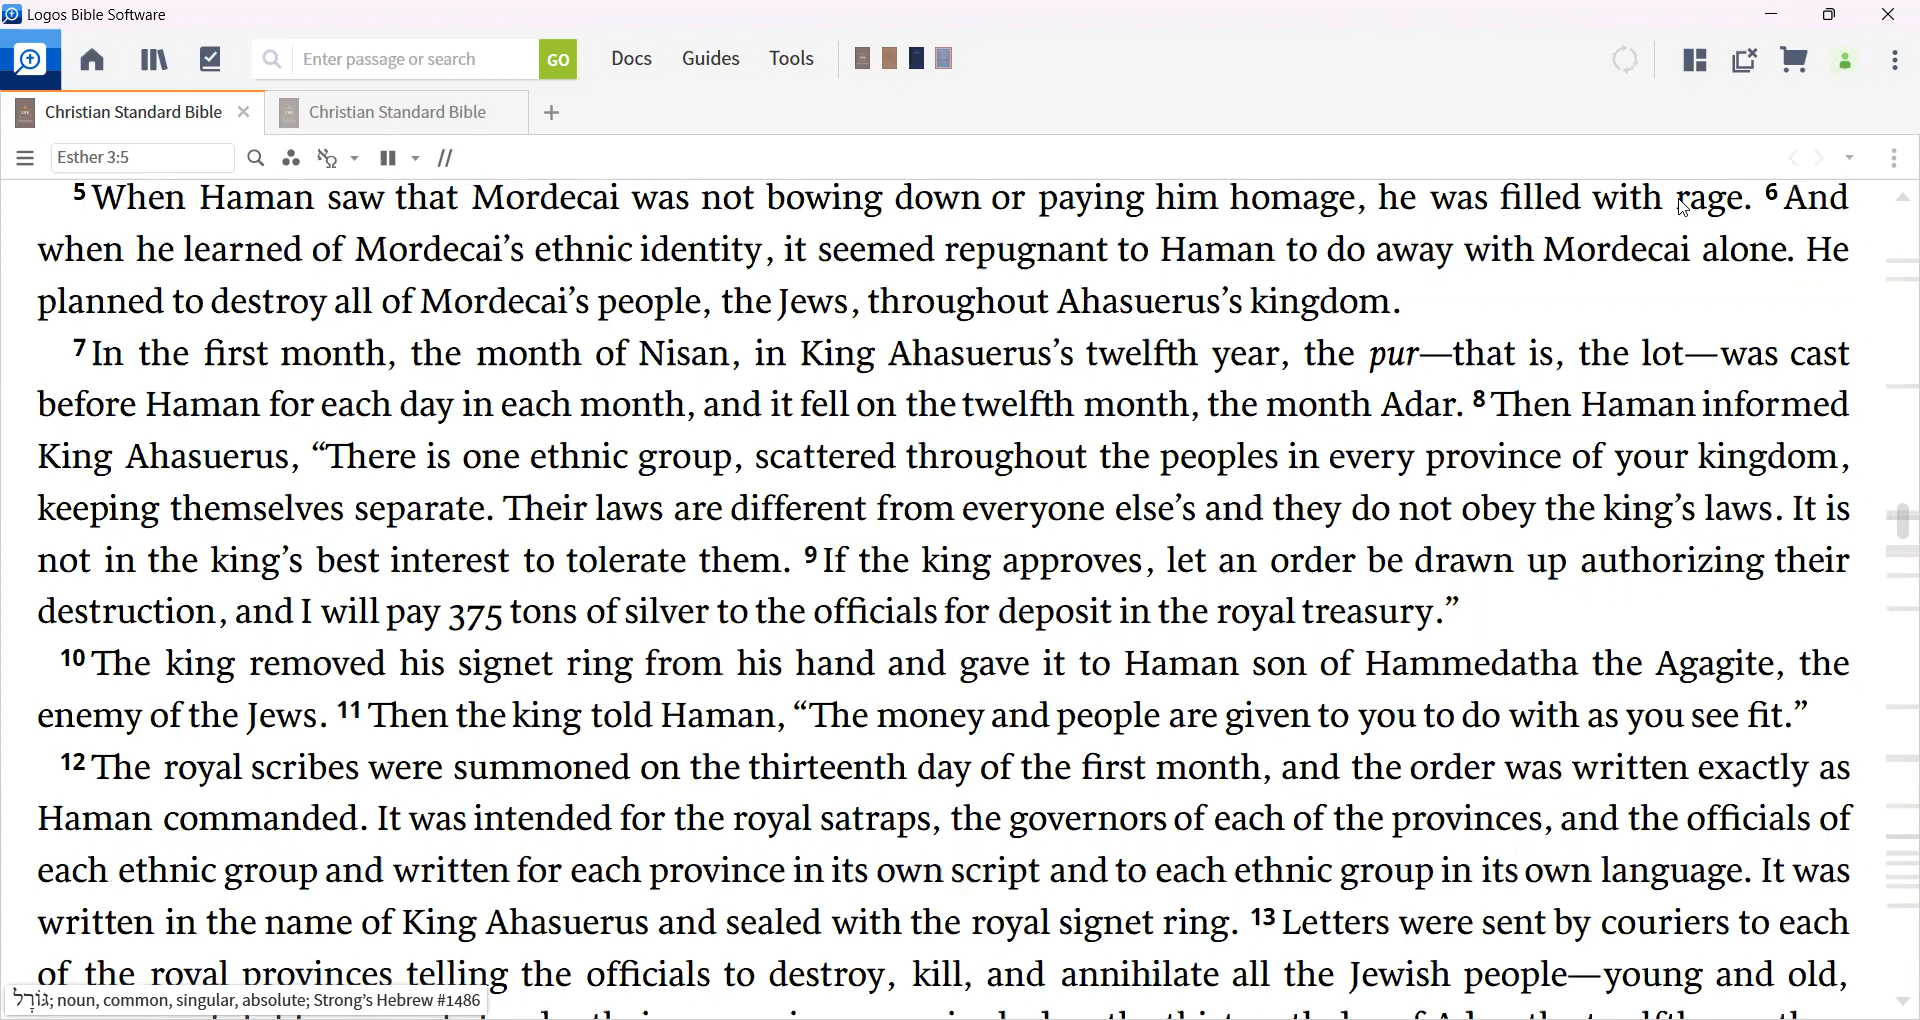 Logos Bible Software
Enter passage or search GO Docs Guides Tools
Christian Standard Bible Christian Standard Bible
Esther 3:5
5 When Haman saw that Mordecai was not bowing down or paying him homage, he was filled with rage. 6 And
when he learned of Mordecai’s ethnic identity, it seemed repugnant to Haman to do away with Mordecai alone. He
planned to destroy all of Mordecai’s people, the Jews, throughout Ahasuerus’s kingdom.
7 In the first month, the month of Nisan, in King Ahasuerus’s twelfth year, the pur—that is, the lot—was cast
before Haman for each day in each month, and it fell on the twelfth month, the month Adar. 8 Then Haman informed
King Ahasuerus, “There is one ethnic group, scattered throughout the peoples in every province of your kingdom,
keeping themselves separate. Their laws are different from everyone else’s and they do not obey the king’s laws. It is
not in the king’s best interest to tolerate them. 9 If the king approves, let an order be drawn up authorizing their
destruction, and I will pay 375 tons of silver to the officials for deposit in the royal treasury.”
10 The king removed his signet ring from his hand and gave it to Haman son of Hammedatha the Agagite, the
enemy of the Jews. 11 Then the king told Haman, “The money and people are given to you to do with as you see fit.”
12 The royal scribes were summoned on the thirteenth day of the first month, and the order was written exactly as
Haman commanded. It was intended for the royal satraps, the governors of each of the provinces, and the officials of
each ethnic group and written for each province in its own script and to each ethnic group in its own language. It was
written in the name of King Ahasuerus and sealed with the royal signet ring. 13 Letters were sent by couriers to each
of the royal provinces telling the officials to destroy, kill, and annihilate all the Jewish people—young and old,
גּוֹרָל; noun, common, singular, absolute; Strong’s Hebrew #1486